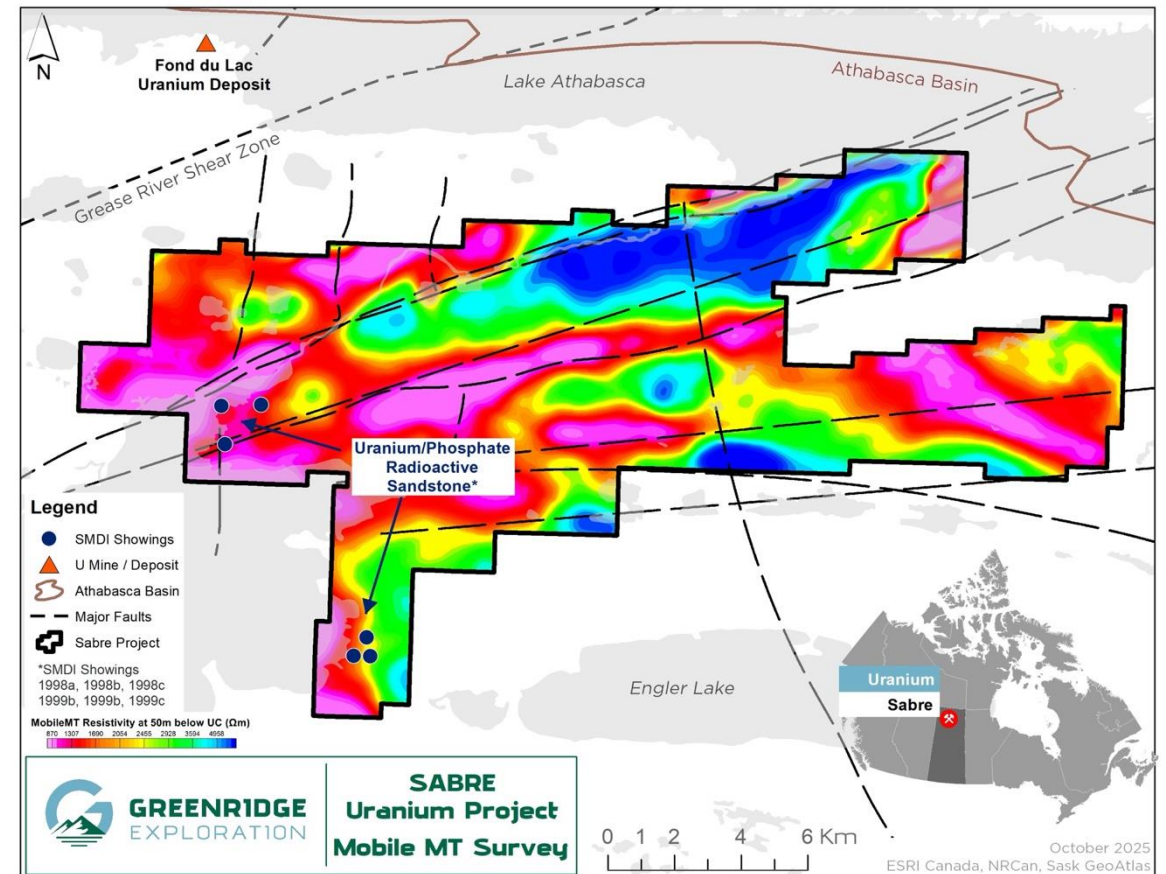 N
Fond du Lac
Uranium Deposit
Lake Athabasca
Athabasca Basin
Grease River Shear Zone
Uranium/Phosphate
Radioactive
Sandstone*
Legend
SMDI Showings
U Mine / Deposit
Athabasca Basin
Major Faults
Sabre Project
*SMDI Showings
1998a, 1998b, 1998c
1999b, 1999b, 1999c
MobileMT Resistivity at 50m below UC (Ωm)
870 1307 1690 2054 2455 2928 3594 4958
Engler Lake
Uranium
Sabre
GREENRIDGE
EXPLORATION
SABRE
Uranium Project
Mobile MT Survey
0 1 2 4 6 Km
October 2025
ESRI Canada, NRCan, Sask GeoAtlas